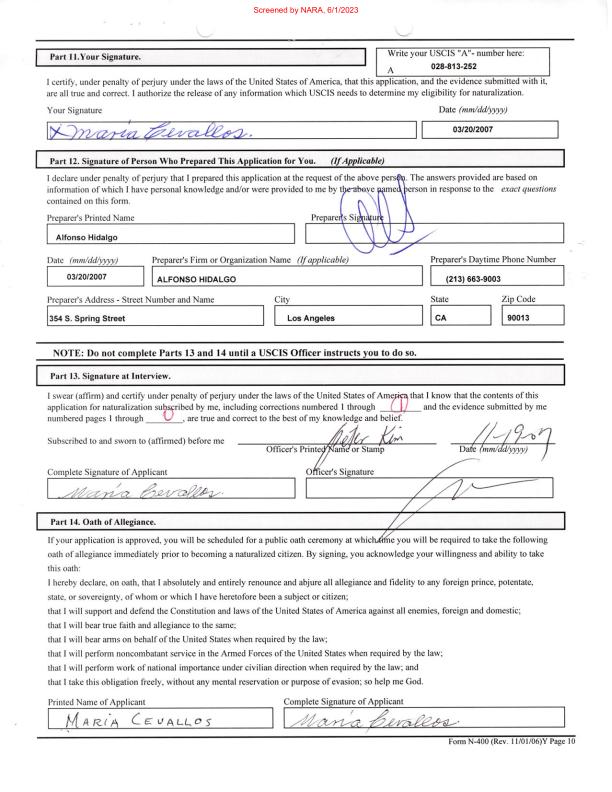 Screened by NARA, 6/1/2023
Part 11.Your Signature.
Write your USCIS "A"- number here:
A 028-813-252
I certify, under penalty of perjury under the laws of the United States of America, that this application, and the evidence submitted with it,
are all true and correct. I authorize the release of any information which USCIS needs to determine my eligibility for naturalization.
Your Signature Date (mm/dd/yyyy)
X Maria Cevallos. 03/20/2007
Part 12. Signature of Person Who Prepared This Application for You. (If Applicable)
I declare under penalty of perjury that I prepared this application at the request of the above person. The answers provided are based on
information of which I have personal knowledge and/or were provided to me by the above named person in response to the exact questions
contained on this form.
Preparer's Printed Name Preparer's Signature
Alfonso Hidalgo
Date (mm/dd/yyyy) Preparer's Firm or Organization Name (If applicable) Preparer's Daytime Phone Number
03/20/2007 ALFONSO HIDALGO (213) 663-9003
Preparer's Address - Street Number and Name City State Zip Code
354 S. Spring Street Los Angeles CA 90013
NOTE: Do not complete Parts 13 and 14 until a USCIS Officer instructs you to do so.
Part 13. Signature at Interview.
I swear (affirm) and certify under penalty of perjury under the laws of the United States of America that I know that the contents of this
application for naturalization subscribed by me, including corrections numbered 1 through 1 and the evidence submitted by me
numbered pages 1 through 0, are true and correct to the best of my knowledge and belief.
Subscribed to and sworn to (affirmed) before me Peter Kim 11-19-07
Officer's Printed Name or Stamp Date (mm/dd/yyyy)
Complete Signature of Applicant Officer's Signature
Maria Cevallos.
Part 14. Oath of Allegiance.
If your application is approved, you will be scheduled for a public oath ceremony at which time you will be required to take the following
oath of allegiance immediately prior to becoming a naturalized citizen. By signing, you acknowledge your willingness and ability to take
this oath:
I hereby declare, on oath, that I absolutely and entirely renounce and abjure all allegiance and fidelity to any foreign prince, potentate,
state, or sovereignty, of whom or which I have heretofore been a subject or citizen;
that I will support and defend the Constitution and laws of the United States of America against all enemies, foreign and domestic;
that I will bear true faith and allegiance to the same;
that I will bear arms on behalf of the United States when required by the law;
that I will perform noncombatant service in the Armed Forces of the United States when required by the law;
that I will perform work of national importance under civilian direction when required by the law; and
that I take this obligation freely, without any mental reservation or purpose of evasion; so help me God.
Printed Name of Applicant Complete Signature of Applicant
MARIA CEVALLOS Maria Cevallos.
Form N-400 (Rev. 11/01/06)Y Page 10